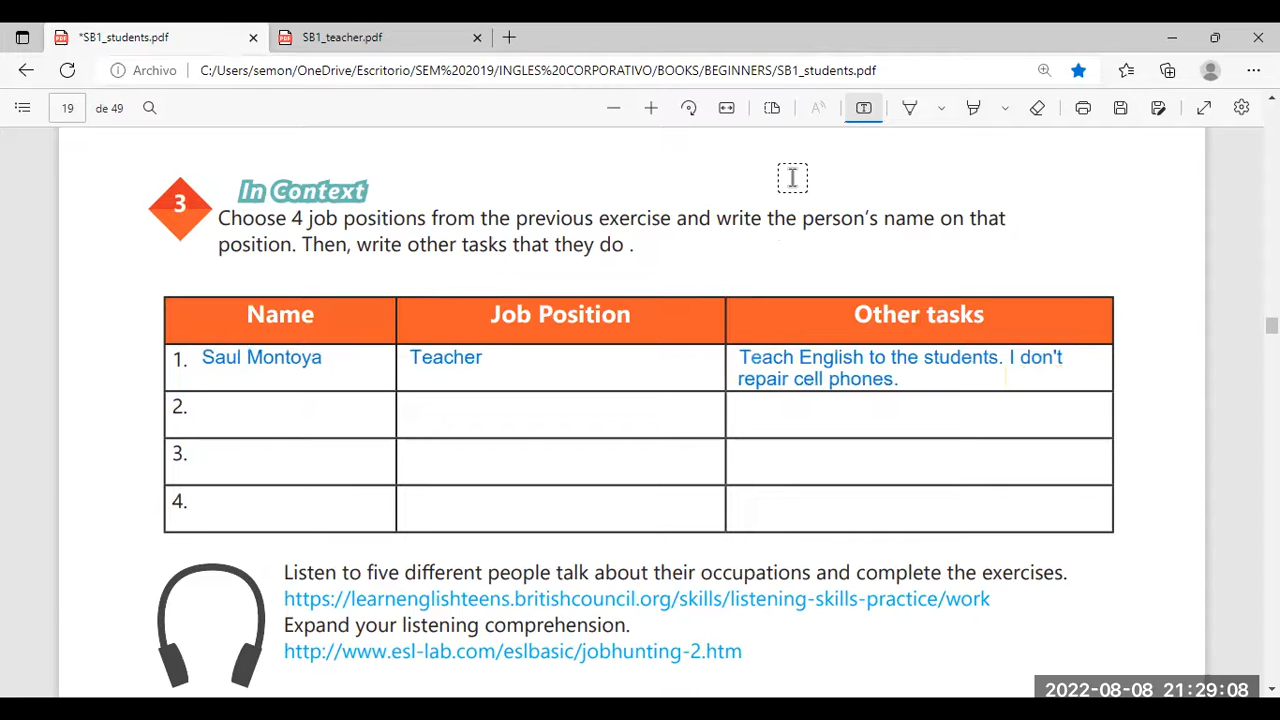 *SB1_students.pdf
SB1_teacher.pdf
Archivo
C:/Users/semon/OneDrive/Escritorio/SEM%202019/INGLES%20CORPORATIVO/BOOKS/BEGINNERS/SB1_students.pdf
19 de 49
3
In Context
Choose 4 job positions from the previous exercise and write the person's name on that
position. Then, write other tasks that they do .
Name Job Position Other tasks
1. Saul Montoya Teacher Teach English to the students. I don't
repair cell phones.
2.
3.
4.
Listen to five different people talk about their occupations and complete the exercises.
https://learnenglishteens.britishcouncil.org/skills/listening-skills-practice/work
Expand your listening comprehension.
http://www.esl-lab.com/eslbasic/jobhunting-2.htm
2022-08-08 21:29:08